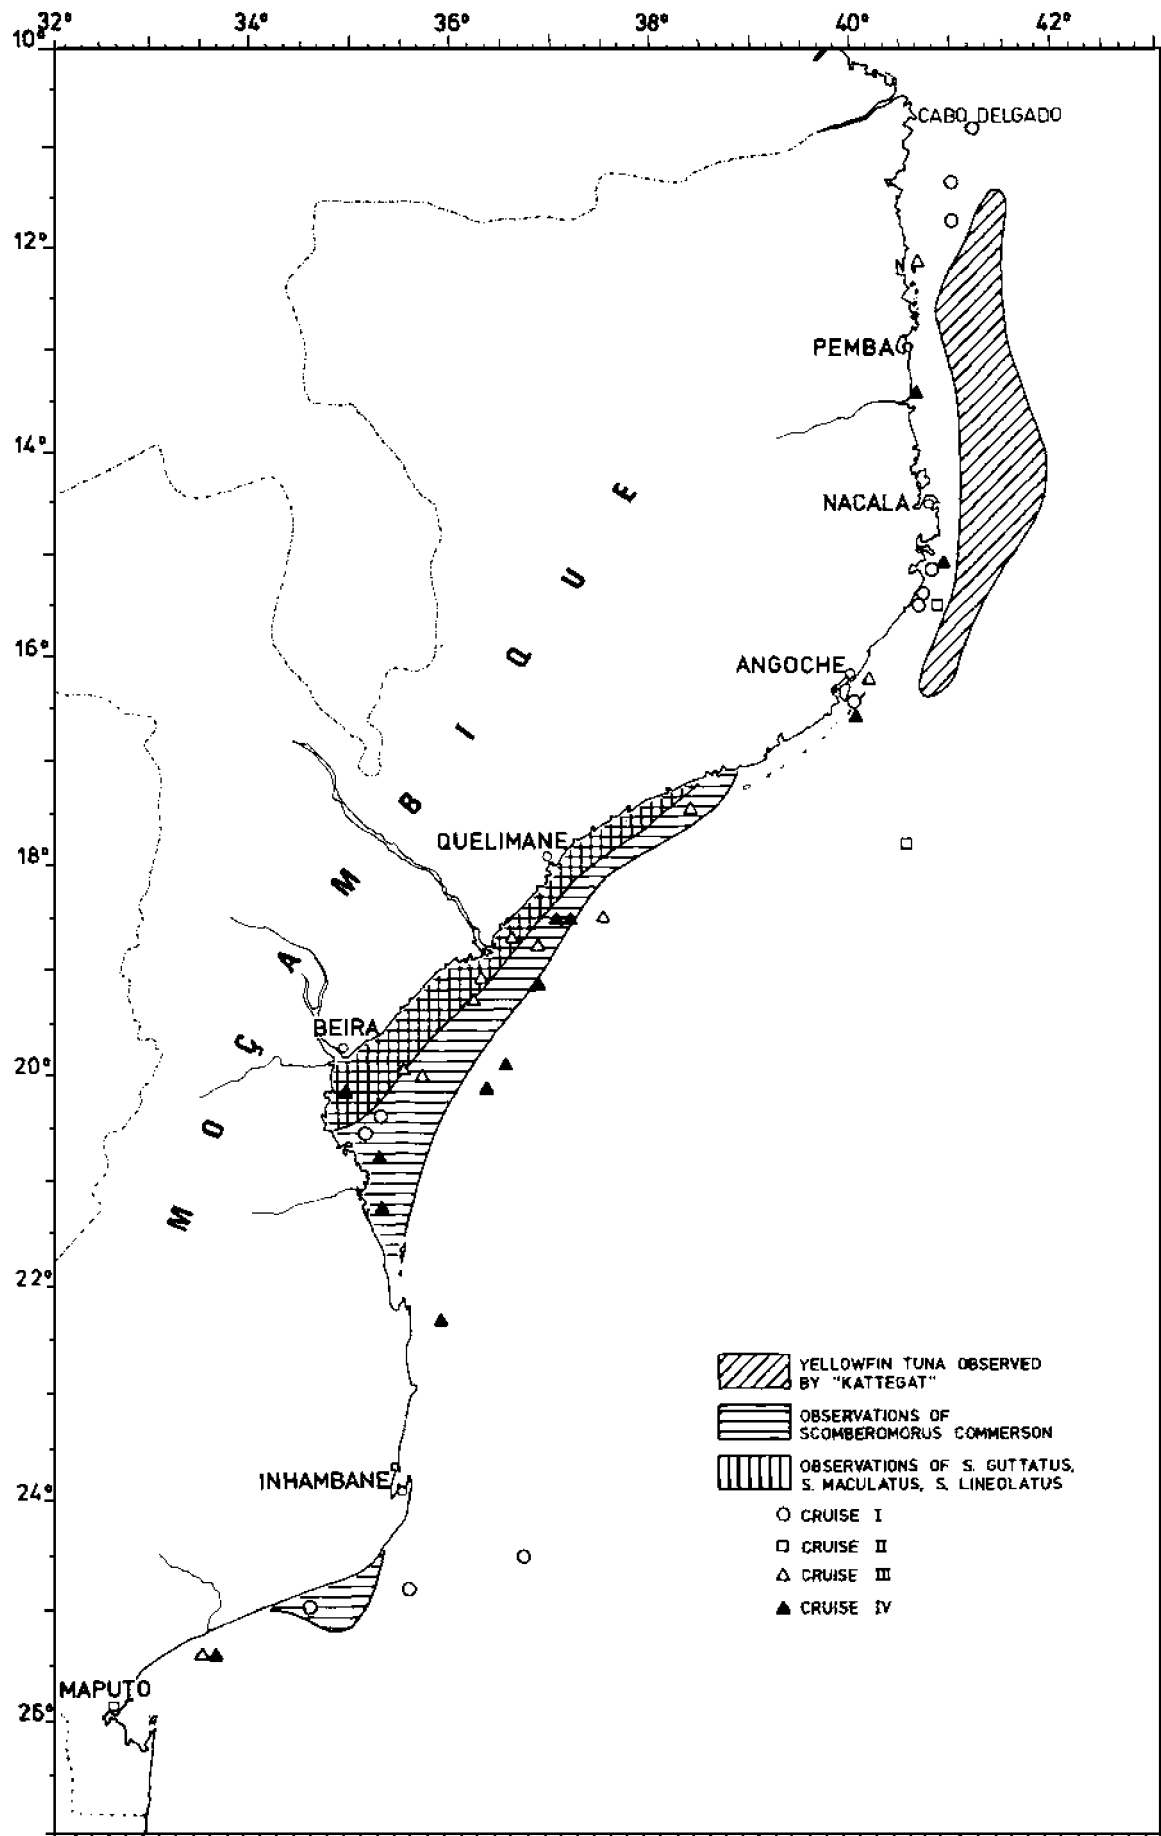 32° 34° 36° 38° 40° 42°
10°
CABO DELGADO
12°
PEMBA
14°
NACALA
16°
ANGOCHE
QUELIMANE
18°
BEIRA
20°
MOÇAMBIQUE
22°
YELLOWFIN TUNA OBSERVED
BY "KATTEGAT"
OBSERVATIONS OF
SCOMBEROMORUS COMMERSON
OBSERVATIONS OF S. GUTTATUS,
S. MACULATUS, S. LINEOLATUS
INHAMBANE
24°
CRUISE I
CRUISE II
CRUISE III
CRUISE IV
MAPUTO
26°